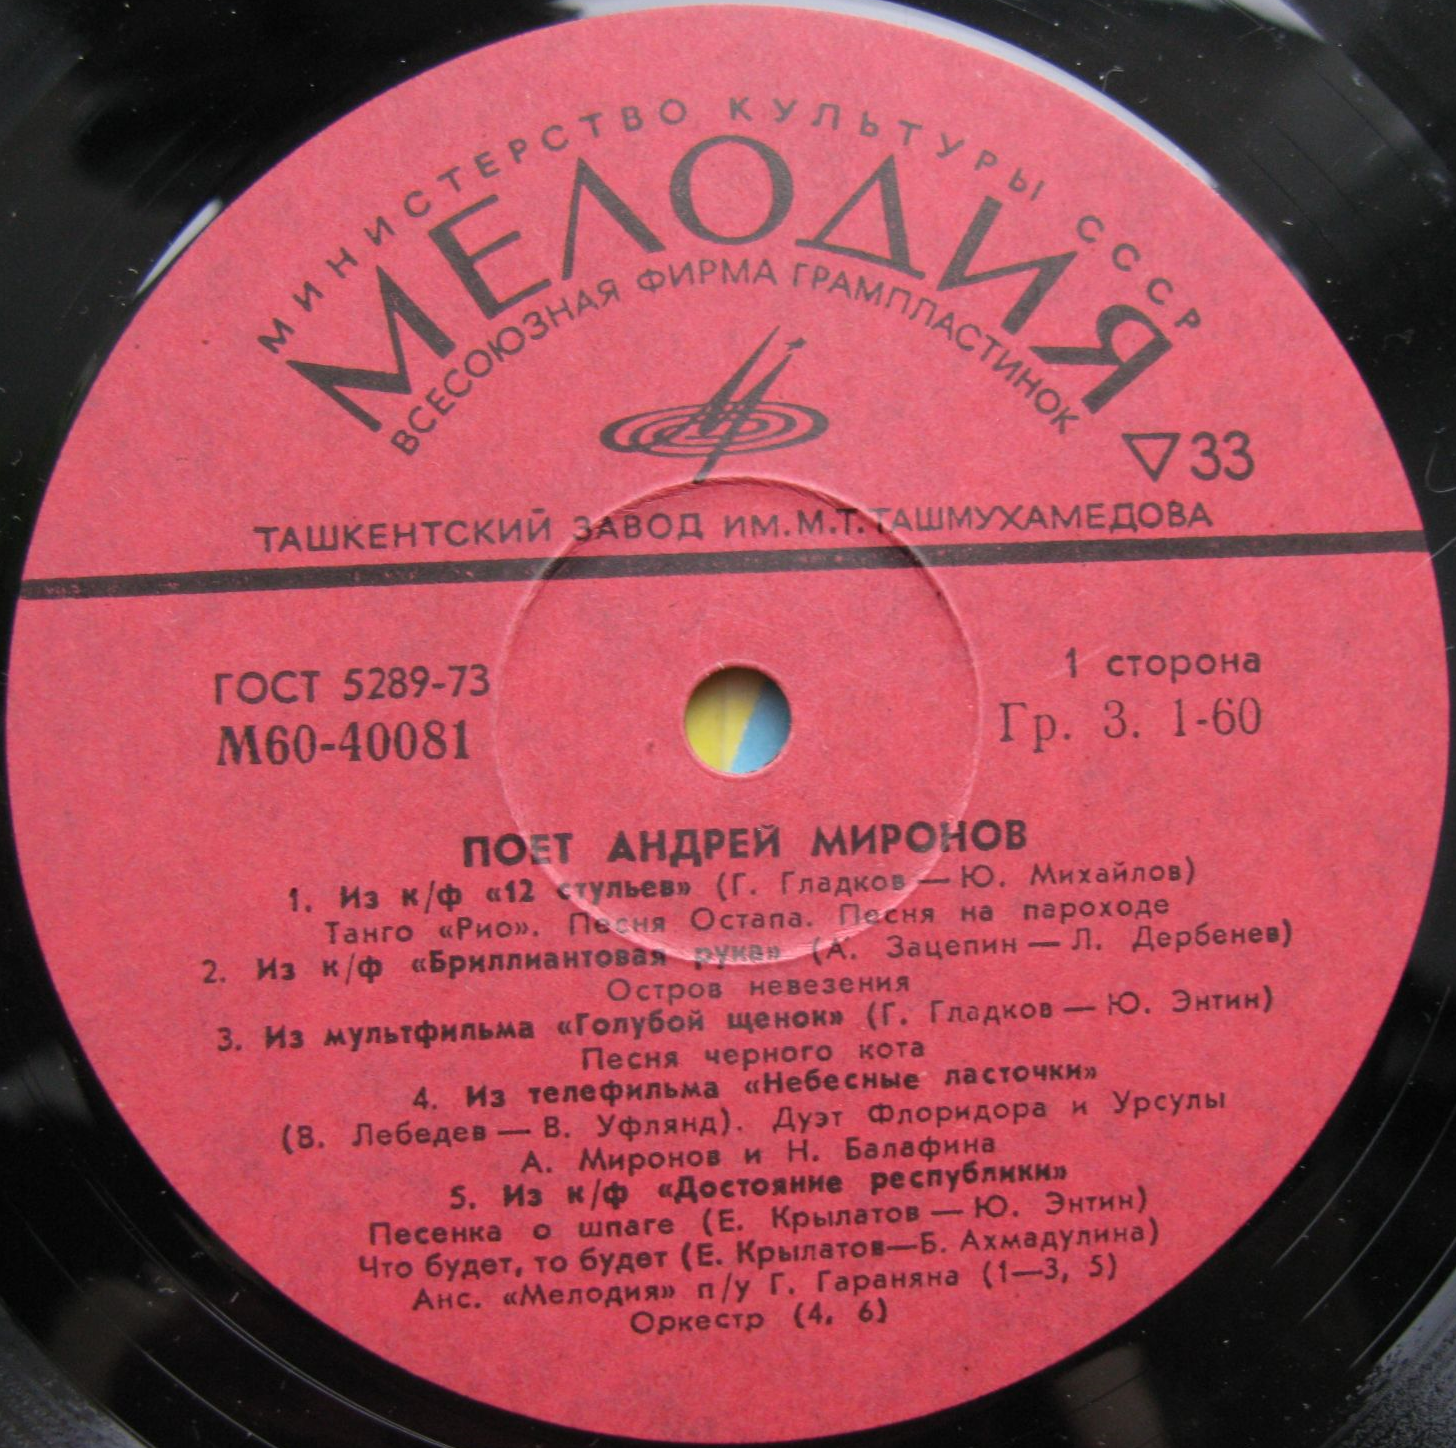 МИНИСТЕРСТВО КУЛЬТУРЫ СССР
МЕЛОДИЯ
ВСЕСОЮЗНАЯ ФИРМА ГРАМПЛАСТИНОК
▽33
ТАШКЕНТСКИЙ ЗАВОД ИМ. М.Т. ТАШМУХАМЕДОВА
ГОСТ 5289-73
М60-40081
1 сторона
Гр. 3. 1-60
ПОЕТ АНДРЕЙ МИРОНОВ
1. Из к/ф «12 стульев» (Г. Гладков — Ю. Михайлов)
Танго «Рио». Песня Остапа. Песня на пароходе
2. Из к/ф «Бриллиантовая рука» (А. Зацепин — Л. Дербенев)
Остров невезения
3. Из мультфильма «Голубой щенок» (Г. Гладков — Ю. Энтин)
Песня черного кота
4. Из телефильма «Небесные ласточки»
(В. Лебедев — В. Уфлянд). Дуэт Флоридора и Урсулы
А. Миронов и Н. Балафина
5. Из к/ф «Достояние республики»
Песенка о шпаге (Е. Крылатов — Ю. Энтин)
Что будет, то будет (Е. Крылатов—Б. Ахмадулина)
Анс. «Мелодия» п/у Г. Гараняна (1—3, 5)
Оркестр (4, 6)